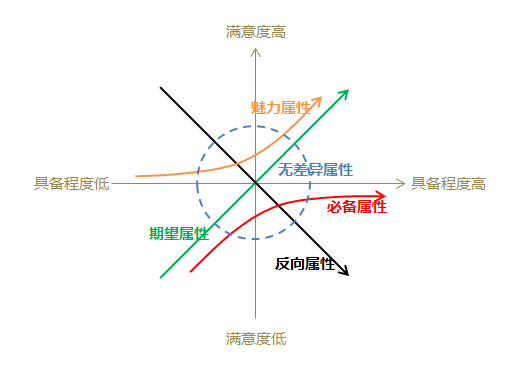 满意度高
魅力属性
无差异属性
具备程度低
具备程度高
必备属性
期望属性
反向属性
满意度低